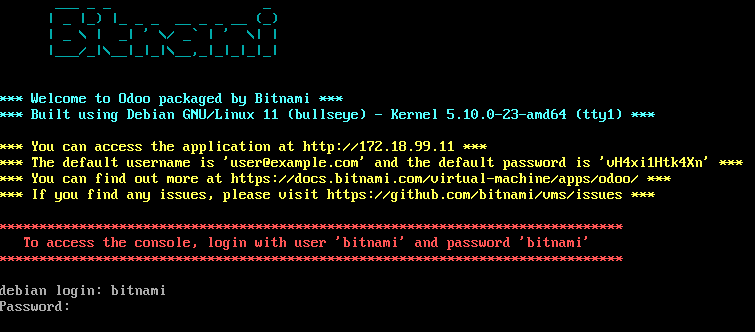 Bitnami
*** Welcome to Odoo packaged by Bitnami ***
*** Built using Debian GNU/Linux 11 (bullseye) - Kernel 5.10.0-23-amd64 (tty1) ***
*** You can access the application at http://172.18.99.11 ***
*** The default username is 'user@example.com' and the default password is 'vH4xi1Htk4Xn' ***
*** You can find out more at https://docs.bitnami.com/virtual-machine/apps/odoo/ ***
*** If you find any issues, please visit https://github.com/bitnami/vms/issues ***
******************************************************************************
To access the console, login with user 'bitnami' and password 'bitnami'
******************************************************************************
debian login: bitnami
Password: